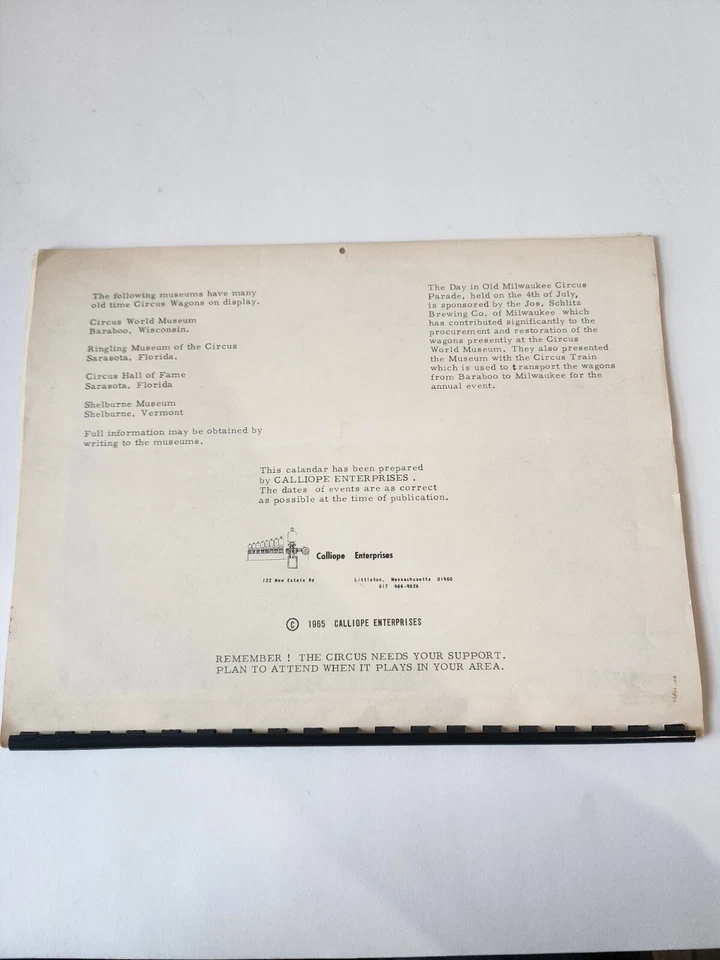 The following museums have many
old time Circus Wagons on display.
Circus World Museum
Baraboo, Wisconsin.
Ringling Museum of the Circus
Sarasota, Florida.
Circus Hall of Fame
Sarasota, Florida
Shelburne Museum
Shelburne, Vermont
Full information may be obtained by
writing to the museums.
The Day in Old Milwaukee Circus
Parade, held on the 4th of July,
is sponsored by the Jos. Schlitz
Brewing Co. of Milwaukee which
has contributed significantly to the
procurement and restoration of the
wagons presently at the Circus
World Museum. They also presented
the Museum with the Circus Train
which is used to transport the wagons
from Baraboo to Milwaukee for the
annual event.
This calandar has been prepared
by CALLIOPE ENTERPRISES .
The dates of events are as correct
as possible at the time of publication.
Calliope Enterprises
122 New Estate Rd Littleton, Massachusetts 01460
617
© 1965 CALLIOPE ENTERPRISES
REMEMBER ! THE CIRCUS NEEDS YOUR SUPPORT.
PLAN TO ATTEND WHEN IT PLAYS IN YOUR AREA.